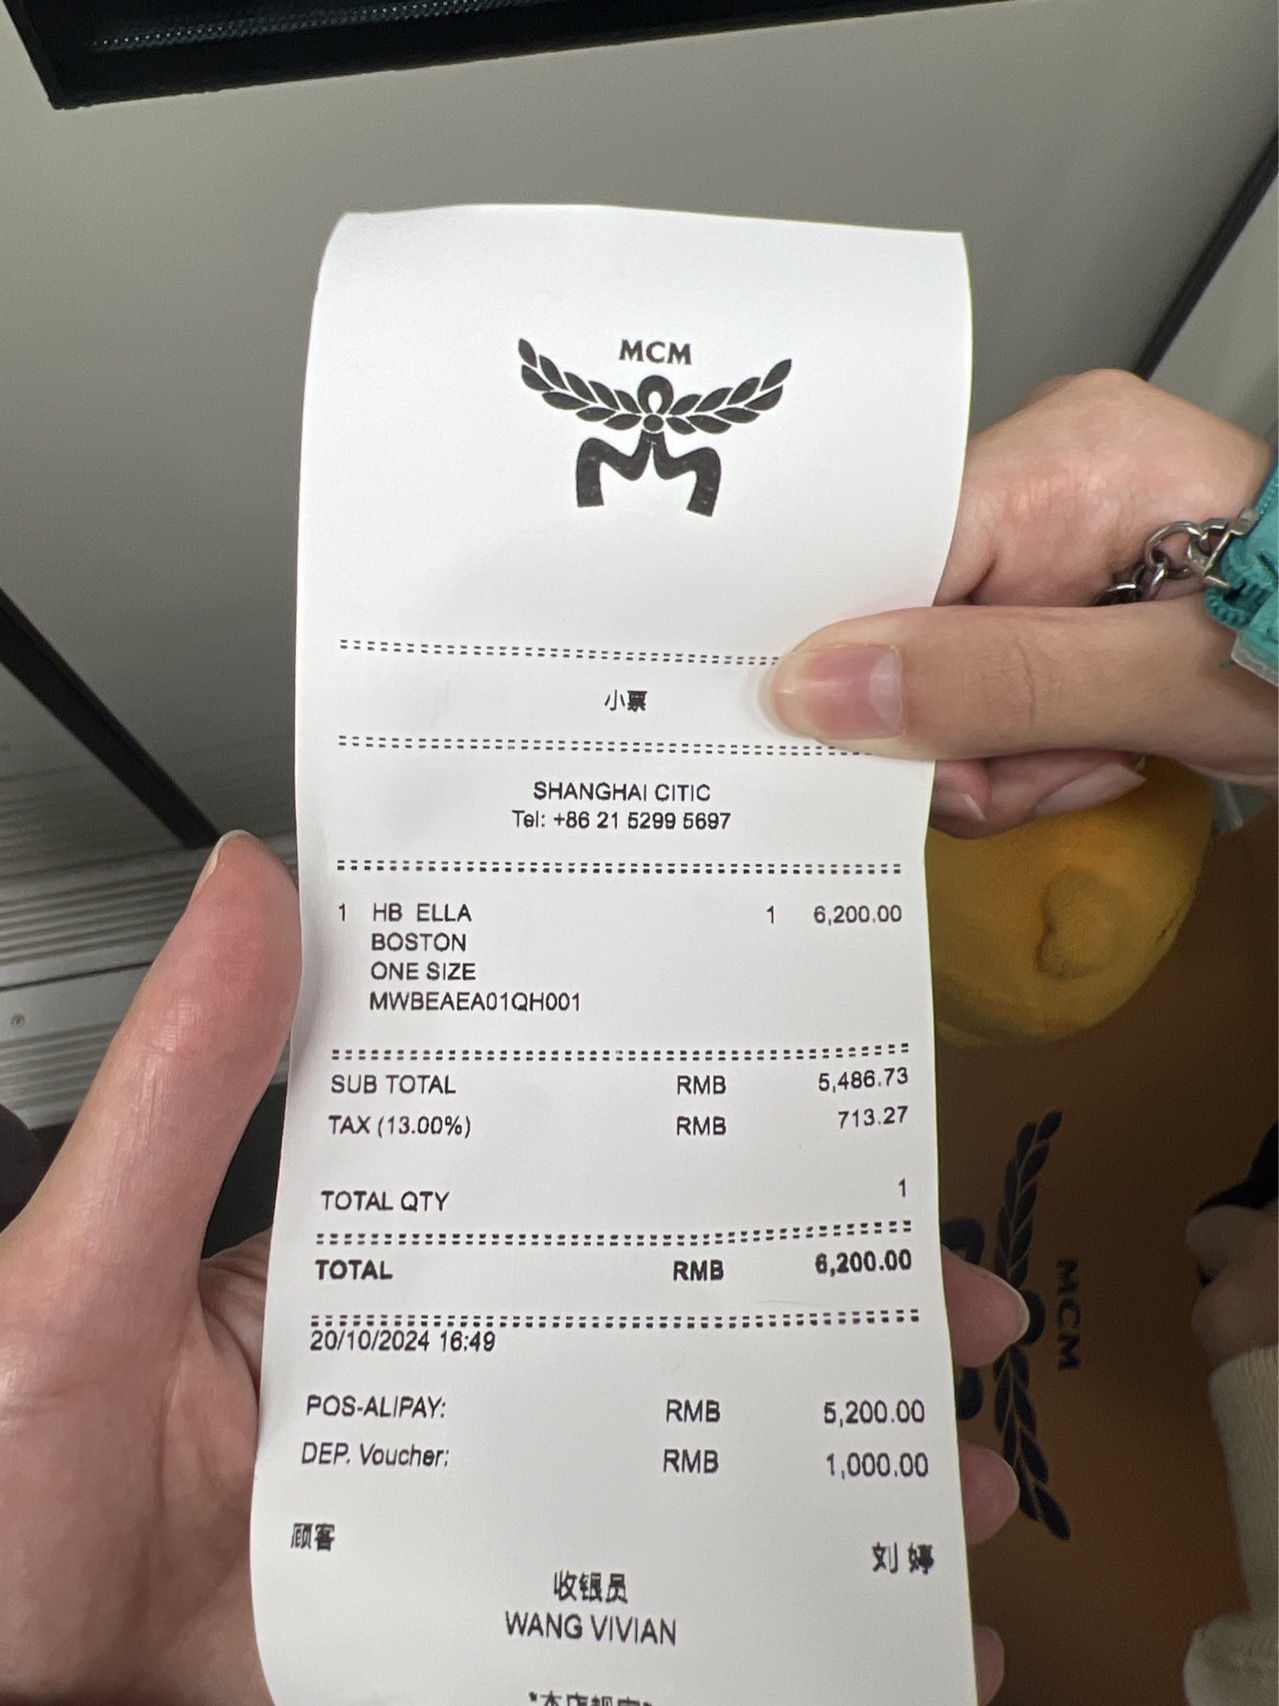 MCM
小票
SHANGHAI CITIC
Tel: +86 21 5299 5697
1 HB ELLA 1 6,200.00
BOSTON
ONE SIZE
MWBEAEA01QH001
SUB TOTAL RMB 5,486.73
TAX (13.00%) RMB 713.27
TOTAL QTY 1
TOTAL RMB 6,200.00
20/10/2024 16:49
POS-ALIPAY: RMB 5,200.00
DEP. Voucher: RMB 1,000.00
顾客 刘 婷
收银员
WANG VIVIAN
MCM